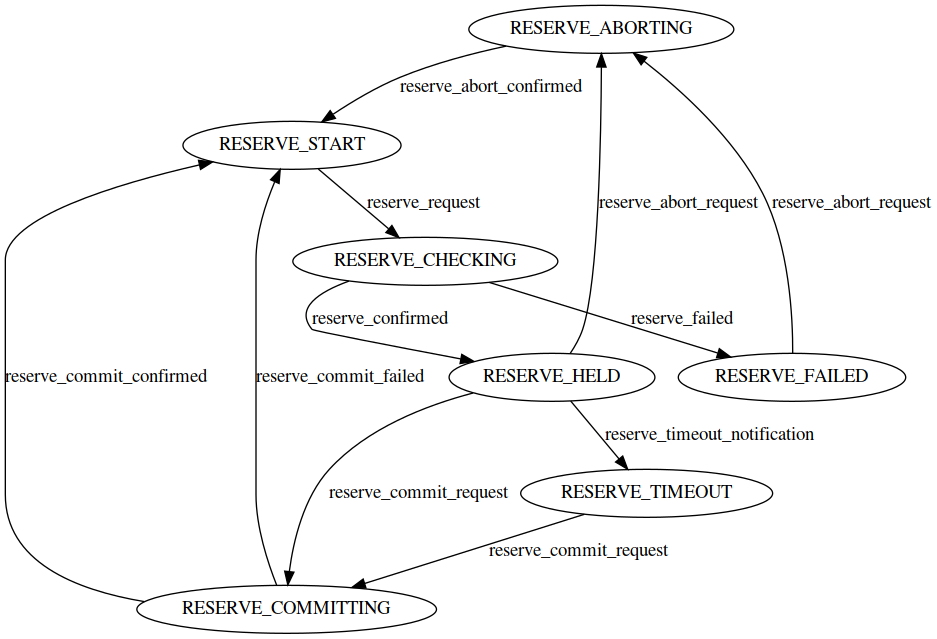 RESERVE_ABORTING
reserve_abort_confirmed
RESERVE_START
reserve_request
reserve_abort_request
reserve_abort_request
RESERVE_CHECKING
reserve_confirmed
reserve_failed
reserve_commit_confirmed
reserve_commit_failed
RESERVE_HELD
RESERVE_FAILED
reserve_timeout_notification
reserve_commit_request
RESERVE_TIMEOUT
reserve_commit_request
RESERVE_COMMITTING